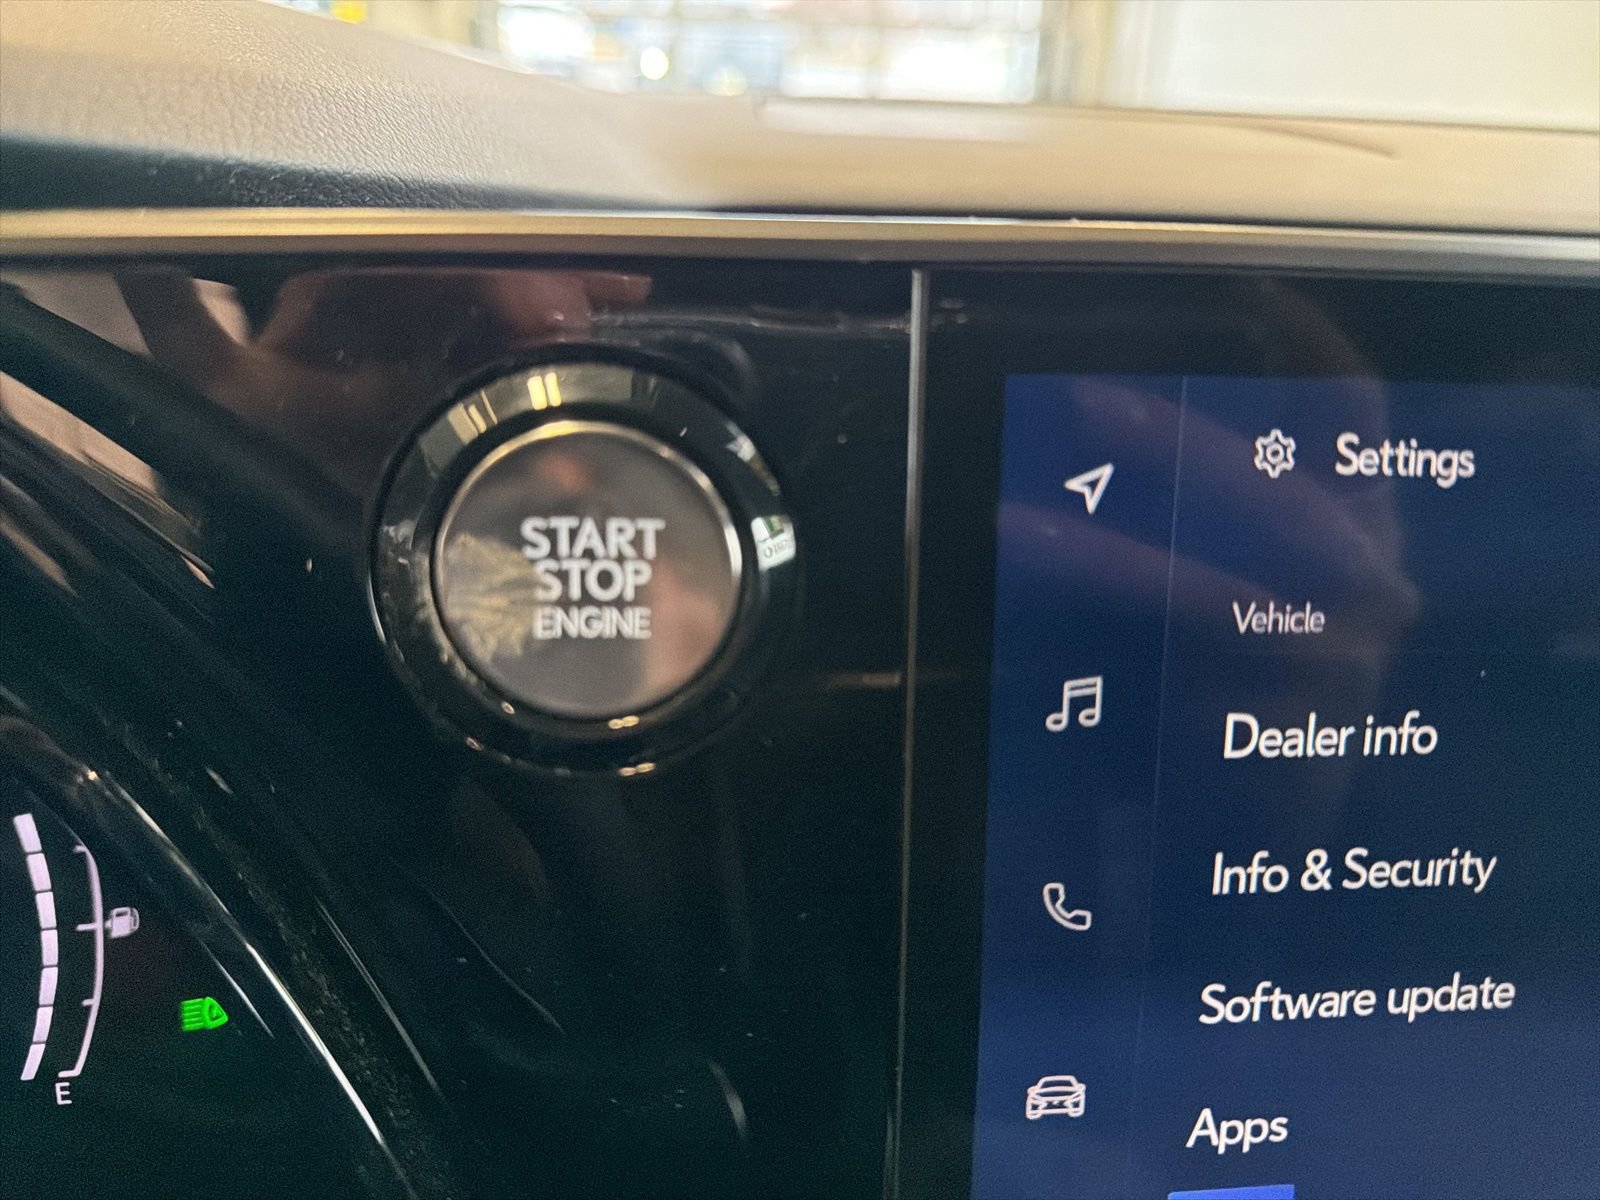 START
STOP
ENGINE
Settings
Vehicle
Dealer info
Info & Security
Software update
Apps
E